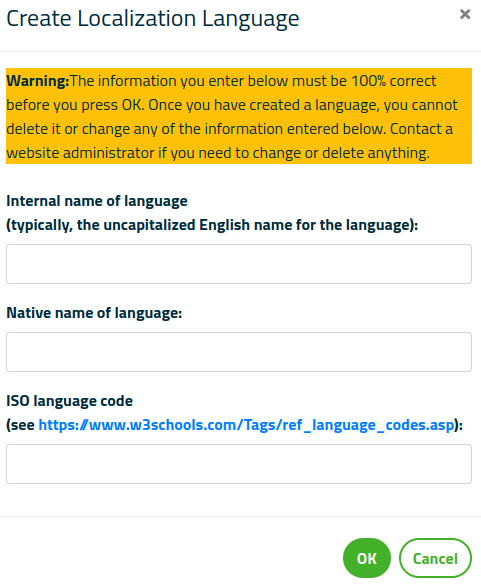 Create Localization Language
×
Warning:The information you enter below must be 100% correct
before you press OK. Once you have created a language, you cannot
delete it or change any of the information entered below. Contact a
website administrator if you need to change or delete anything.
Internal name of language
(typically, the uncapitalized English name for the language):
Native name of language:
ISO language code
(see https://www.w3schools.com/Tags/ref_language_codes.asp):
OK Cancel